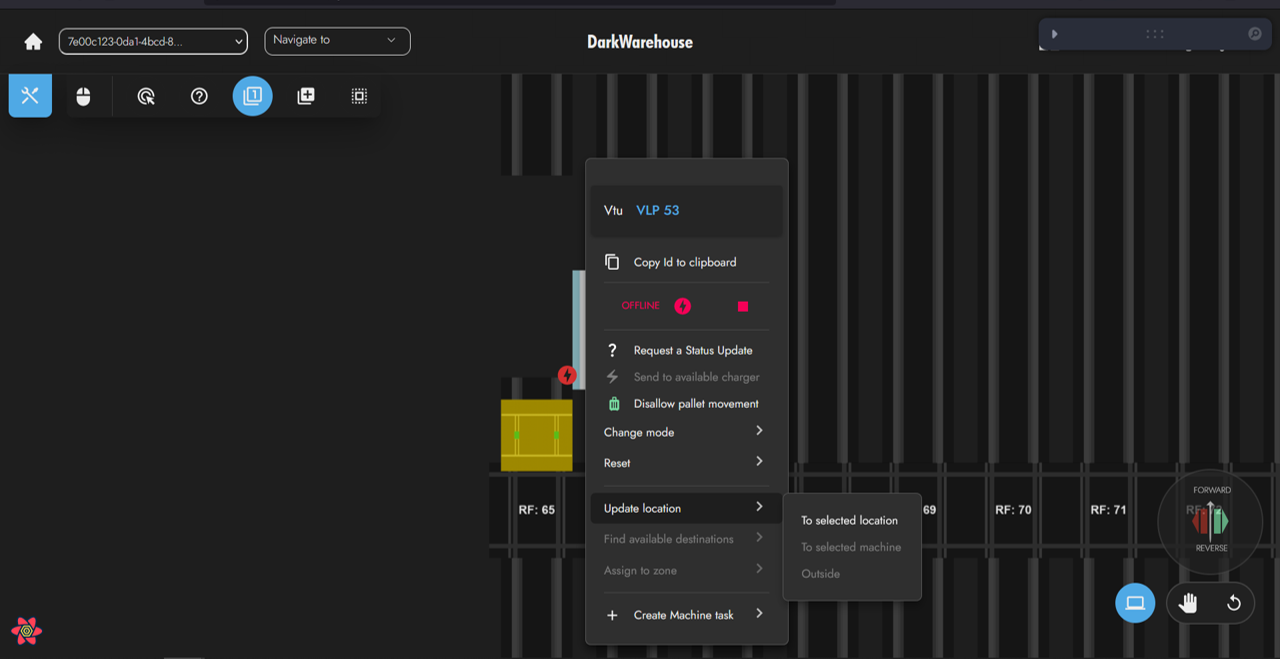 7e00c123-0da1-4bcd-8...
Navigate to
DarkWarehouse
1
Vtu VLP 53
Copy Id to clipboard
OFFLINE
? Request a Status Update
Send to available charger
Disallow pallet movement
Change mode
Reset
Update location
Find available destinations
Assign to zone
+ Create Machine task
To selected location
To selected machine
Outside
RF: 65
69
RF: 70
RF: 71
FORWARD
REVERSE